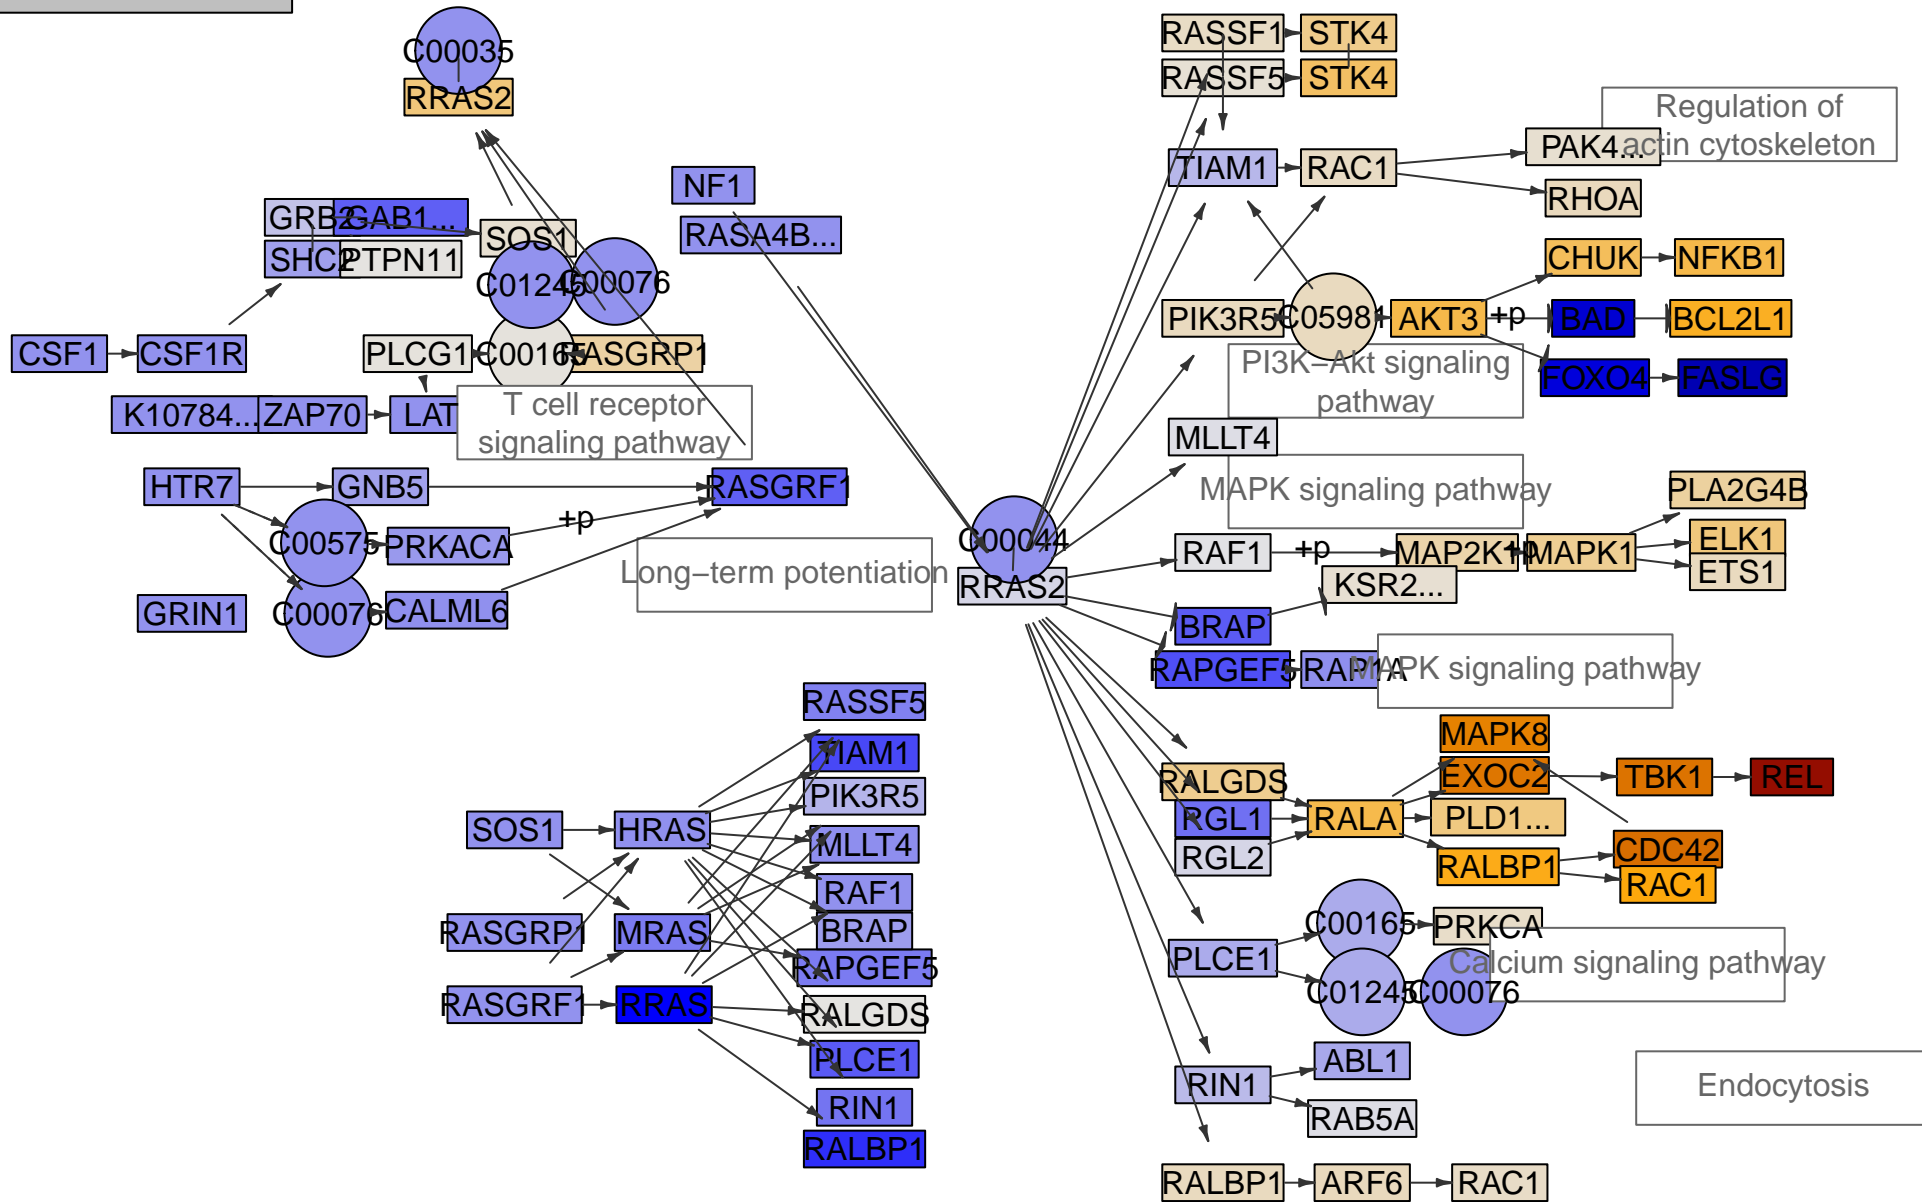 C00035
RRAS2
RASSF1
STK4
RASSF5
STK4
Regulation of
actin cytoskeleton
PAK4...
TIAM1
RAC1
RHOA
NF1
RASA4B...
GRB2
GAB1...
SOS1
SHC2
PTPN11
C01245
C00076
CHUK
NFKB1
PIK3R5
C05981
AKT3
+p
BAD
BCL2L1
CSF1
CSF1R
PLCG1
C00165
RASGRP1
PI3K–Akt signaling
pathway
FOXO4
FASLG
K10784...
ZAP70
LAT
T cell receptor
signaling pathway
MLLT4
HTR7
GNB5
RASGRF1
MAPK signaling pathway
PLA2G4B
+p
C00575
PRKACA
C00044
RRAS2
RAF1
+p
MAP2K1
+p
MAPK1
ELK1
ETS1
KSR2...
Long–term potentiation
GRIN1
C00076
CALML6
BRAP
RAPGEF5
RAP1A
MAPK signaling pathway
RASSF5
TIAM1
PIK3R5
MLLT4
RAF1
BRAP
RAPGEF5
RALGDS
PLCE1
RIN1
RALBP1
SOS1
HRAS
RASGRP1
MRAS
RASGRF1
RRAS
MAPK8
RALGDS
EXOC2
TBK1
REL
RGL1
RALA
PLD1...
RGL2
RALBP1
CDC42
RAC1
C00165
PRKCA
PLCE1
Calcium signaling pathway
C01245
C00076
ABL1
RIN1
RAB5A
Endocytosis
RALBP1
ARF6
RAC1